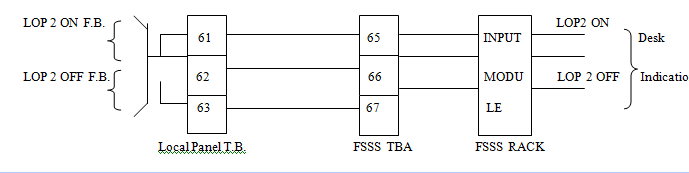 LOP 2 ON F.B.
LOP2 ON
61
65
INPUT
Desk
LOP 2 OFF F.B.
62
66
MODU
LOP 2 OFF
Indicatio
63
67
LE
Local Panel T.B.
FSSS TBA
FSSS RACK